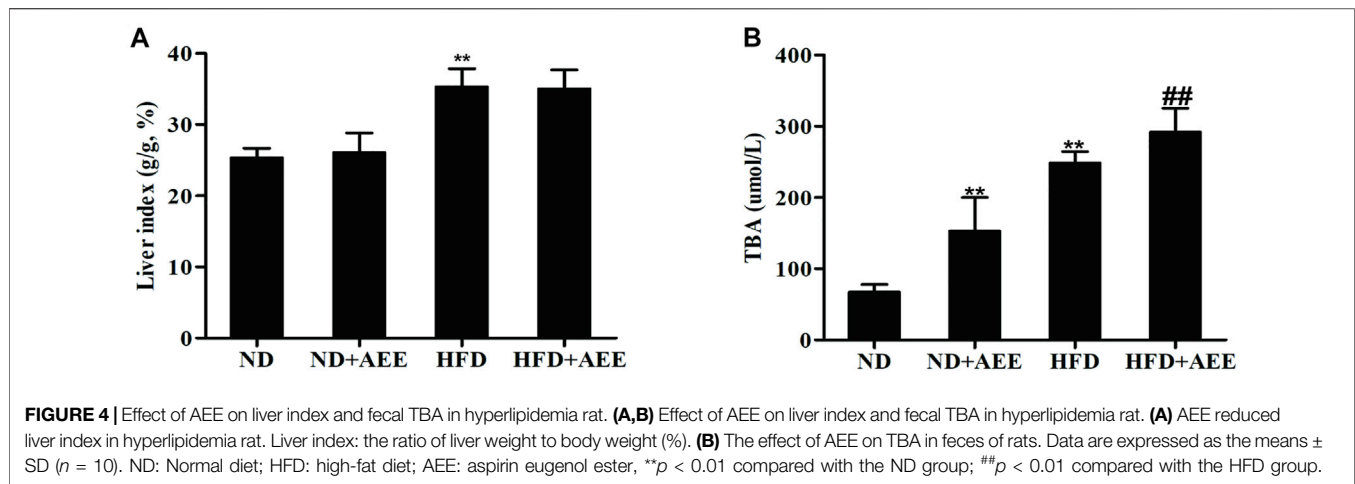 A
B
Liver index (g/g, %)
40
30
20
10
0
**
ND ND+AEE HFD HFD+AEE
TBA (umol/L)
400
300
200
100
0
**
**
##
ND ND+AEE HFD HFD+AEE
FIGURE 4 | Effect of AEE on liver index and fecal TBA in hyperlipidemia rat. (A,B) Effect of AEE on liver index and fecal TBA in hyperlipidemia rat. (A) AEE reduced
liver index in hyperlipidemia rat. Liver index: the ratio of liver weight to body weight (%). (B) The effect of AEE on TBA in feces of rats. Data are expressed as the means ±
SD (n = 10). ND: Normal diet; HFD: high-fat diet; AEE: aspirin eugenol ester, **p < 0.01 compared with the ND group; ##p < 0.01 compared with the HFD group.